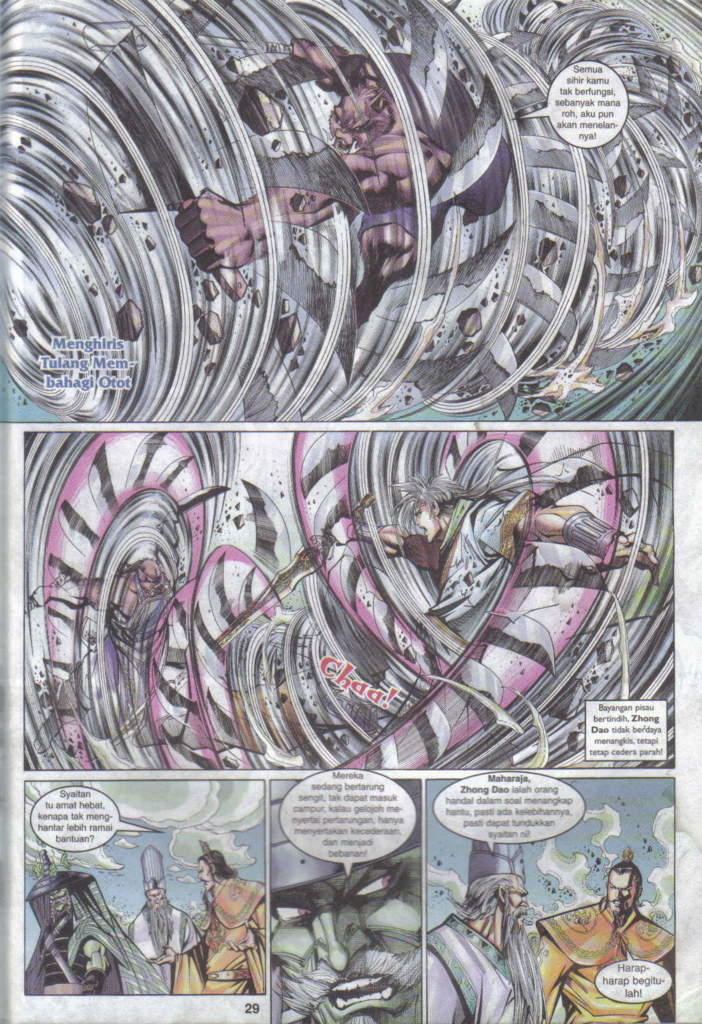 Semua
sihir kamu
tak berfungsi,
sebanyak mana
roh, aku pun
akan menelan-
nya!
Menghiris
Tulang Mem-
bahagi Otot
Chaa!
Bayangan pisau
bertindih, Zhong
Dao tidak berdaya
menangkis, tetapi
tetap cedera parah!
Syaitan
tu amat hebat,
kenapa tak meng-
hantar lebih ramai
bantuan?
Mereka
sedang bertarung
sengit, tak dapat masuk
campur, kalau gelojoh me-
nyertai pertarungan, hanya
menyertakan kecederaan,
dan menjadi
bebanan!
Maharaja,
Zhong Dao ialah orang
handal dalam soal menangkap
hantu, pasti ada kelebihannya,
pasti dapat tundukkan
syaitan ni!
Harap-
harap begitu-
lah!
29